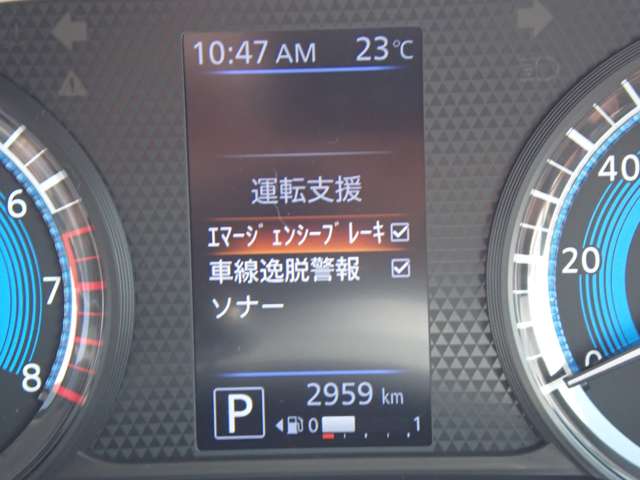 10:47 AM 23℃
運転支援
ｴﾏｰｼﾞｪﾝｼｰﾌﾞﾚｰｷ
車線逸脱警報
ソナー
P 2959 km
0 1
6
7
8
40
20
0